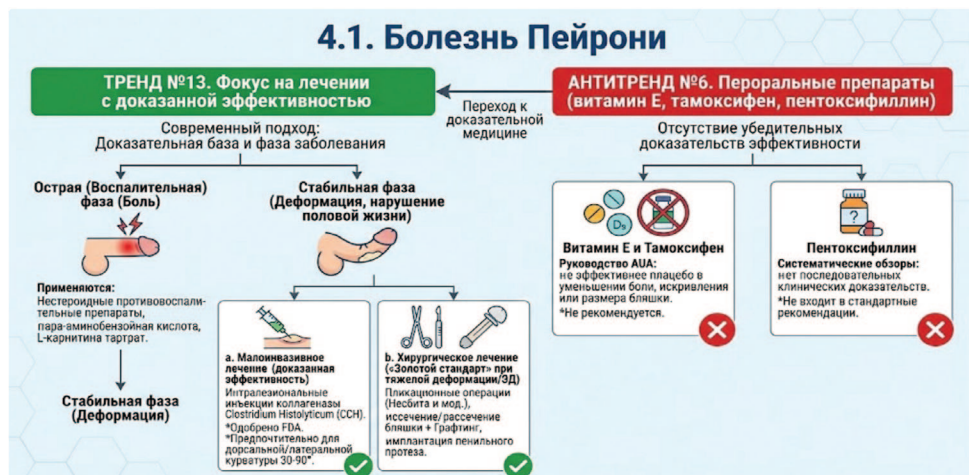 4.1. Болезнь Пейрони
ТРЕНД №13. Фокус на лечении
с доказанной эффективностью
Переход к
доказательной
медицине
АНТИТРЕНД №6. Пероральные препараты
(витамин Е, тамоксифен, пентоксифиллин)
Современный подход:
Доказательная база и фаза заболевания
Острая (Воспалительная)
фаза (Боль)
Применяются:
Нестероидные противовоспали-
тельные препараты,
пара-аминобензойная кислота,
L-карнитина тартрат.
Стабильная фаза
(Деформация)
Стабильная фаза
(Деформация, нарушение
половой жизни)
а. Малоинвазивное
лечение (доказанная
эффективность)
Интралезиональные
инъекции коллагеназы
Clostridium Histolyticum (CCH).
*Одобрено FDA.
*Предпочтительно для
дорсальной/латеральной
курватуры 30-90°.
b. Хирургическое лечение
(«Золотой стандарт» при
тяжелой деформации/ЭД)
Пликационные операции
(Несбита и мод.),
иссечение/рассечение
бляшки + Графтинг,
имплантация пенильного
протеза.
Отсутствие убедительных
доказательств эффективности
Витамин Е и Тамоксифен
Руководство AUA:
не эффективнее плацебо в
уменьшении боли, искривления
или размера бляшки.
*Не рекомендуется.
?
Пентоксифиллин
Систематические обзоры:
нет последовательных
клинических доказательств.
*Не входит в стандартные
рекомендации.